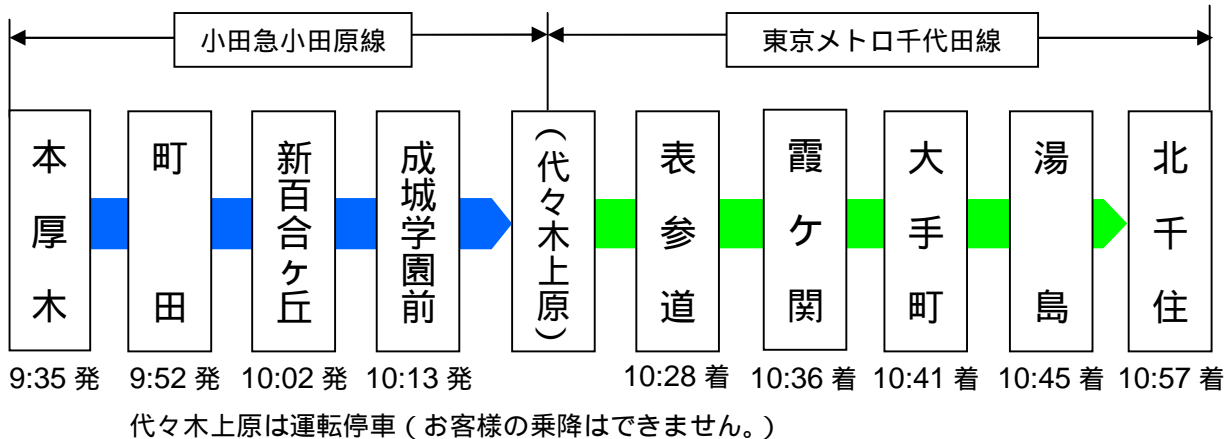 小田急小田原線
東京メトロ千代田線
本厚木
町田
新百合ヶ丘
成城学園前
(代々木上原)
表参道
霞ケ関
大手町
湯島
北千住
9:35 発 9:52 発 10:02 発 10:13 発 10:28 着 10:36 着 10:41 着 10:45 着 10:57 着
代々木上原は運転停車(お客様の乗降はできません。)